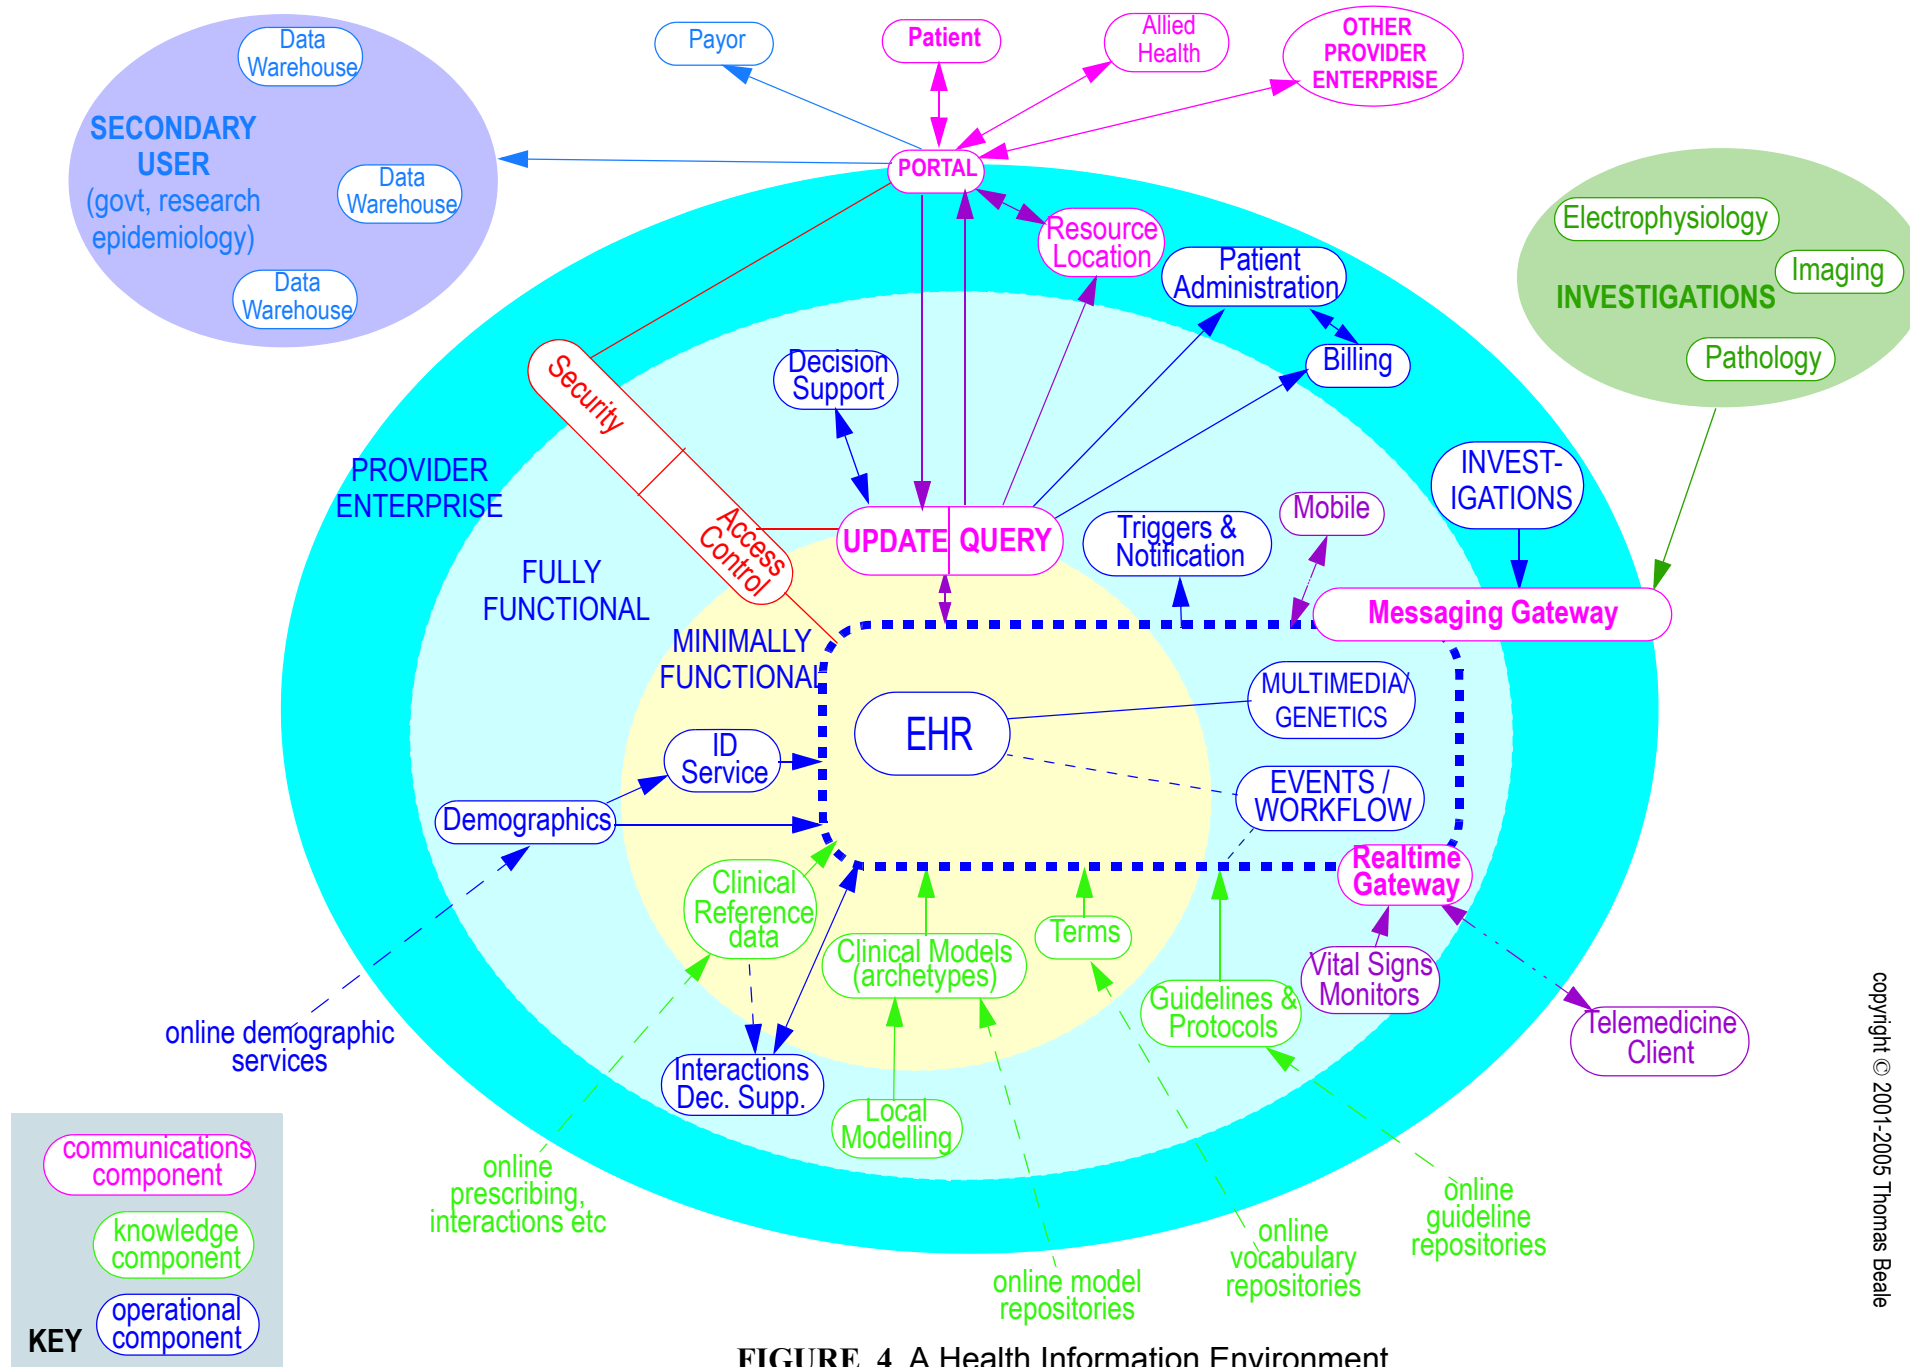 Data
Warehouse
SECONDARY
USER
(govt, research
epidemiology)
Data
Warehouse
Data
Warehouse
Payor
Patient
Allied
Health
OTHER
PROVIDER
ENTERPRISE
PORTAL
Resource
Location
Patient
Administration
Billing
Electrophysiology
Imaging
INVESTIGATIONS
Pathology
Security
Access
Control
Decision
Support
PROVIDER
ENTERPRISE
FULLY
FUNCTIONAL
MINIMALLY
FUNCTIONAL
UPDATE QUERY
Triggers &
Notification
Mobile
INVEST-
IGATIONS
Messaging Gateway
EHR
MULTIMEDIA/
GENETICS
EVENTS /
WORKFLOW
ID
Service
Demographics
Realtime
Gateway
Clinical
Reference
data
Clinical Models
(archetypes)
Terms
Guidelines &
Protocols
Vital Signs
Monitors
Telemedicine
Client
online demographic
services
Interactions
Dec. Supp.
Local
Modelling
online
prescribing,
interactions etc
online model
repositories
online
vocabulary
repositories
online
guideline
repositories
copyright © 2001-2005 Thomas Beale
communications
component
knowledge
component
operational
component
KEY
FIGURE 4 A Health Information Environment